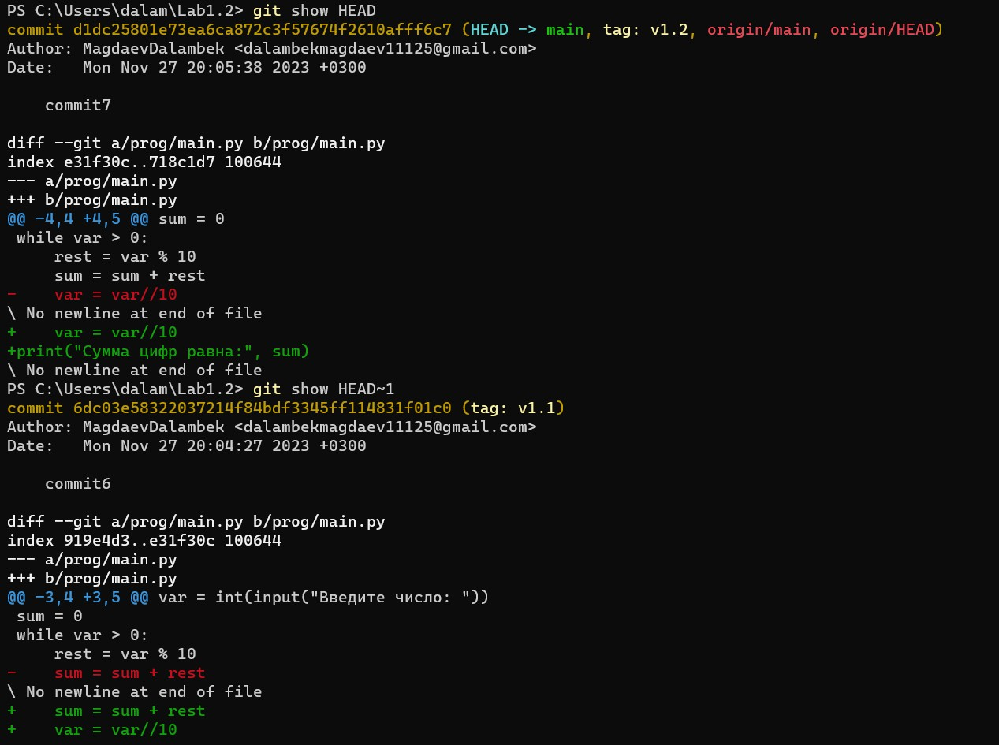 PS C:\Users\dalam\Lab1.2> git show HEAD
commit d1dc25801e73ea6ca872c3f57674f2610afff6c7 (HEAD -> main, tag: v1.2, origin/main, origin/HEAD)
Author: MagdaevDalambek <dalambekmagdaev11125@gmail.com>
Date:   Mon Nov 27 20:05:38 2023 +0300

    commit7

diff --git a/prog/main.py b/prog/main.py
index e31f30c..718c1d7 100644
--- a/prog/main.py
+++ b/prog/main.py
@@ -4,4 +4,5 @@ sum = 0
 while var > 0:
     rest = var % 10
     sum = sum + rest
-    var = var//10
\ No newline at end of file
+    var = var//10
+print("Сумма цифр равна:", sum)
\ No newline at end of file
PS C:\Users\dalam\Lab1.2> git show HEAD~1
commit 6dc03e58322037214f84bdf3345ff114831f01c0 (tag: v1.1)
Author: MagdaevDalambek <dalambekmagdaev11125@gmail.com>
Date:   Mon Nov 27 20:04:27 2023 +0300

    commit6

diff --git a/prog/main.py b/prog/main.py
index 919e4d3..e31f30c 100644
--- a/prog/main.py
+++ b/prog/main.py
@@ -3,4 +3,5 @@ var = int(input("Введите число: "))
 sum = 0
 while var > 0:
     rest = var % 10
-    sum = sum + rest
\ No newline at end of file
+    sum = sum + rest
+    var = var//10